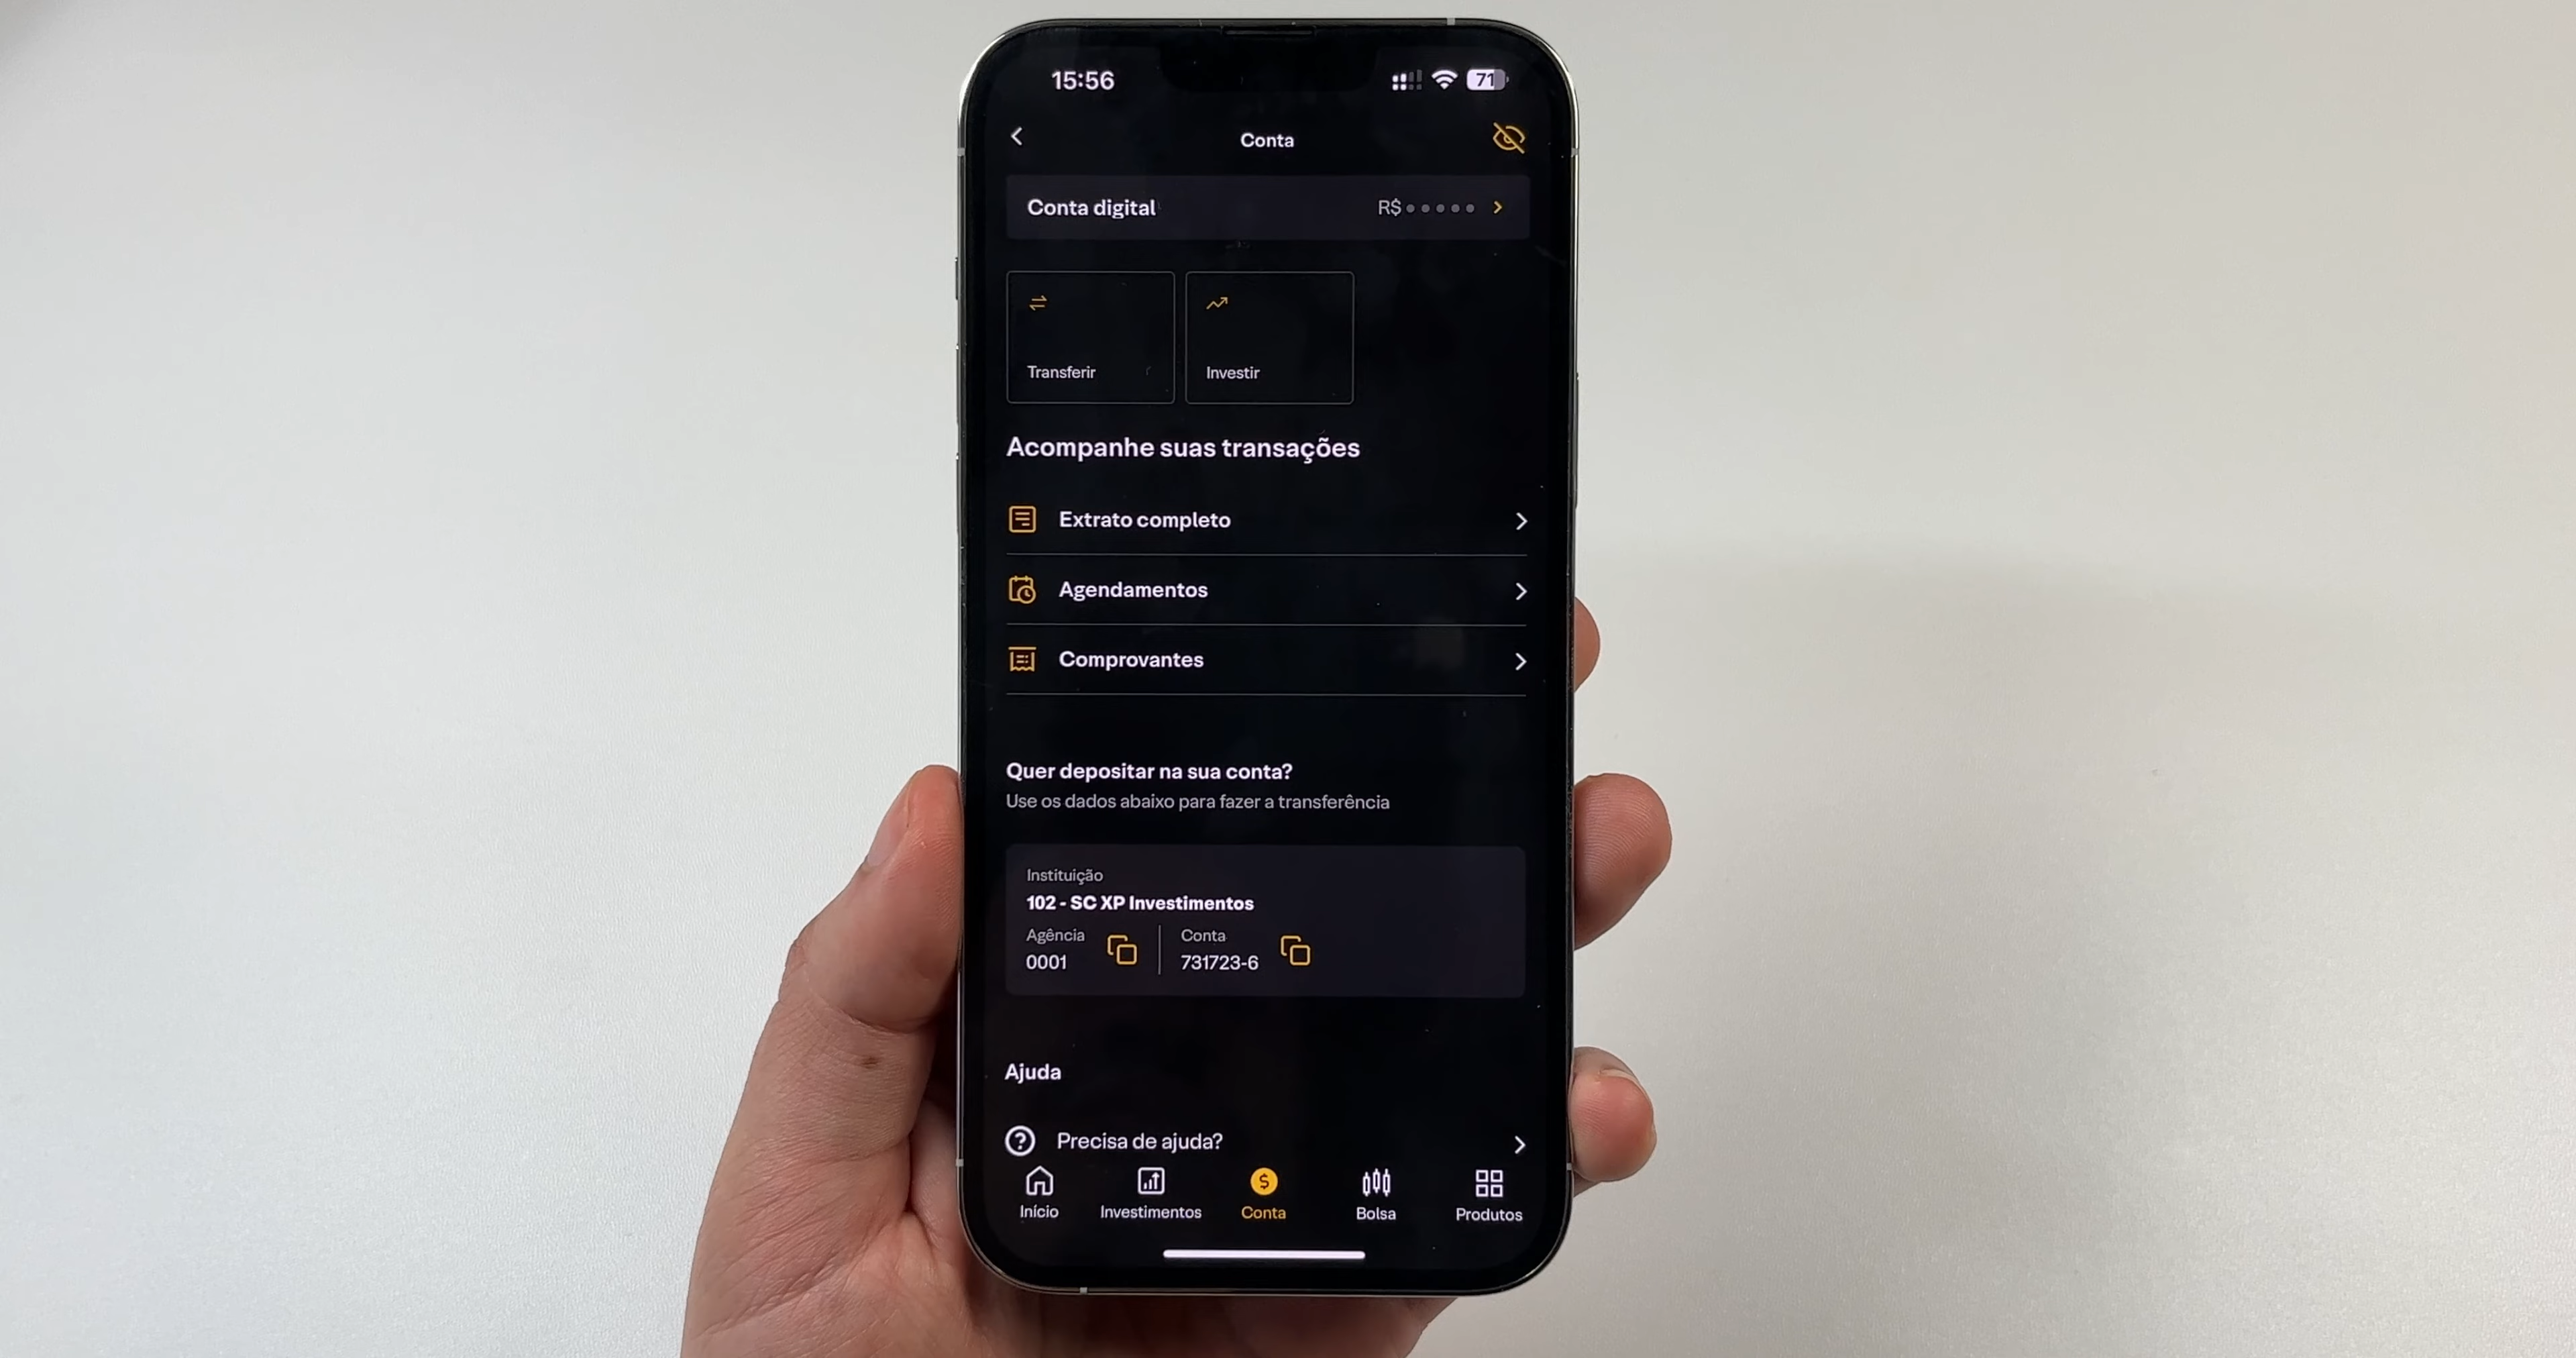 15:56
71
Conta
Conta digital
R$
Transferir
Investir
Acompanhe suas transações
Extrato completo
Agendamentos
Comprovantes
Quer depositar na sua conta?
Use os dados abaixo para fazer a transferência
Instituição
102 - SC XP Investimentos
Agência
Conta
0001
731723-6
Ajuda
Precisa de ajuda?
Início
Investimentos
Conta
Bolsa
Produtos